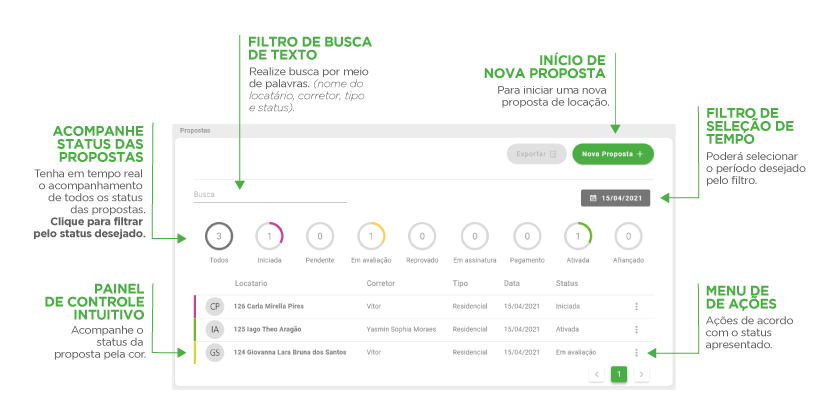 FILTRO DE BUSCA
DE TEXTO
Realize busca por meio
de palavras. (nome do
locatário, corretor, tipo
e status).
INÍCIO DE
NOVA PROPOSTA
Para iniciar uma nova
proposta de locação.
FILTRO DE
SELEÇÃO DE
TEMPO
Poderá selecionar
o período desejado
pelo filtro.
ACOMPANHE
STATUS DAS
PROPOSTAS
Tenha em tempo real
o acompanhamento
de todos os status
das propostas.
Clique para filtrar
pelo status desejado.
PAINEL
DE CONTROLE
INTUITIVO
Acompanhe o
status da
proposta pela cor.
Propostas
Exportar
Nova Proposta +
Busca
15/04/2021
3 1 0 1 0 0 0 1 0
Todos Iniciada Pendente Em avaliação Reprovado Em assinatura Pagamento Ativada Afiançado
Locatario Corretor Tipo Data Status
CP 126 Carla Mirella Pires Vitor Residencial 15/04/2021 Iniciada
IA 125 Iago Theo Aragão Yasmin Sophia Moraes Residencial 15/04/2021 Ativada
GS 124 Giovanna Lara Bruna dos Santos Vitor Residencial 15/04/2021 Em avaliação
< 1 >
MENU DE
DE AÇÕES
Ações de acordo
com o status
apresentado.